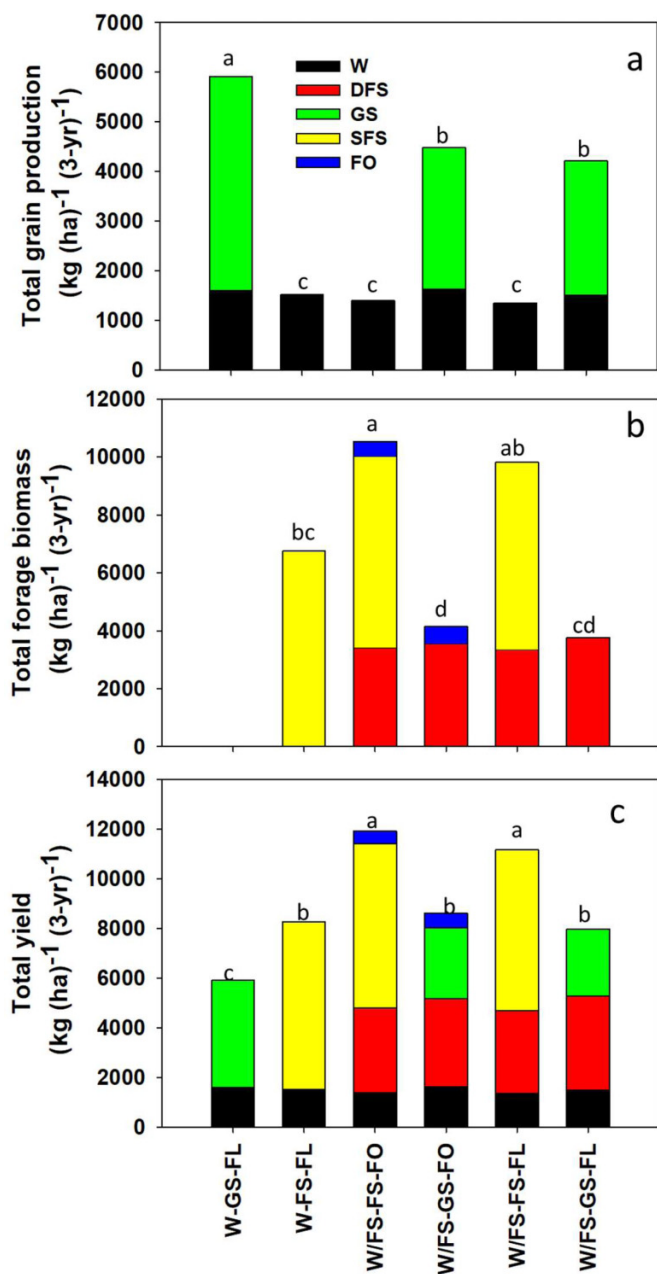 7000
a
a
W
6000
DFS
GS
5000
b
b
SFS
4000
FO
3000
2000
c
c
c
1000
0
Total grain production
(kg (ha)⁻¹ (3-yr)⁻¹
12000
a
b
10000
ab
8000
bc
6000
d
cd
4000
2000
0
Total forage biomass
(kg (ha)⁻¹ (3-yr)⁻¹
14000
c
12000
a
a
10000
b
b
b
8000
c
6000
4000
2000
0
Total yield
(kg (ha)⁻¹ (3-yr)⁻¹
W-GS-FL
W-FS-FL
W/FS-FS-FO
W/FS-GS-FO
W/FS-FS-FL
W/FS-GS-FL